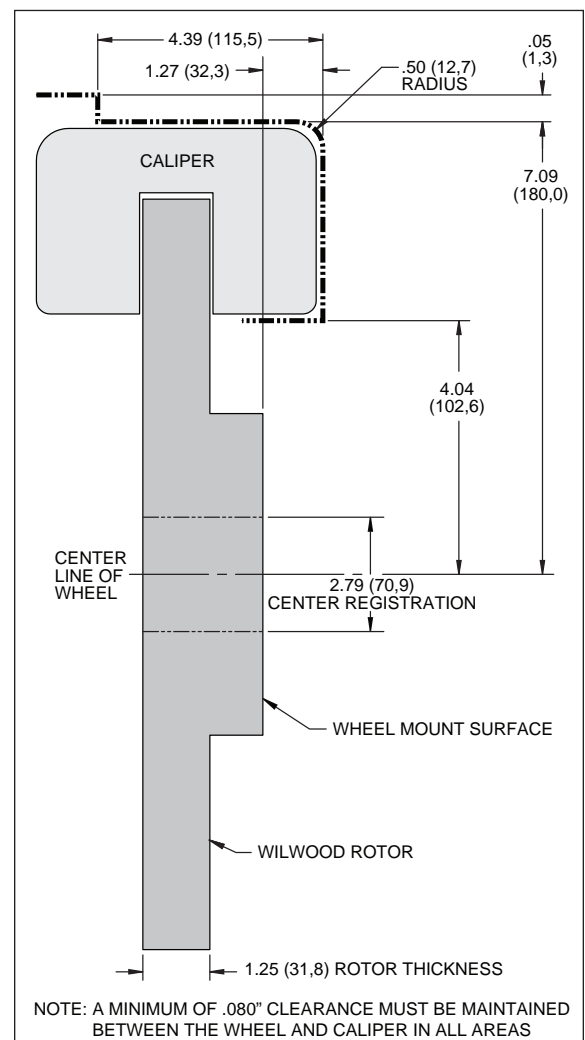 4.39 (115,5)
1.27 (32,3)
.50 (12,7)
RADIUS
.05
(1,3)
CALIPER
7.09
(180,0)
4.04
(102,6)
CENTER
LINE OF
WHEEL
2.79 (70,9)
CENTER REGISTRATION
WHEEL MOUNT SURFACE
WILWOOD ROTOR
1.25 (31,8) ROTOR THICKNESS
NOTE: A MINIMUM OF .080” CLEARANCE MUST BE MAINTAINED
BETWEEN THE WHEEL AND CALIPER IN ALL AREAS